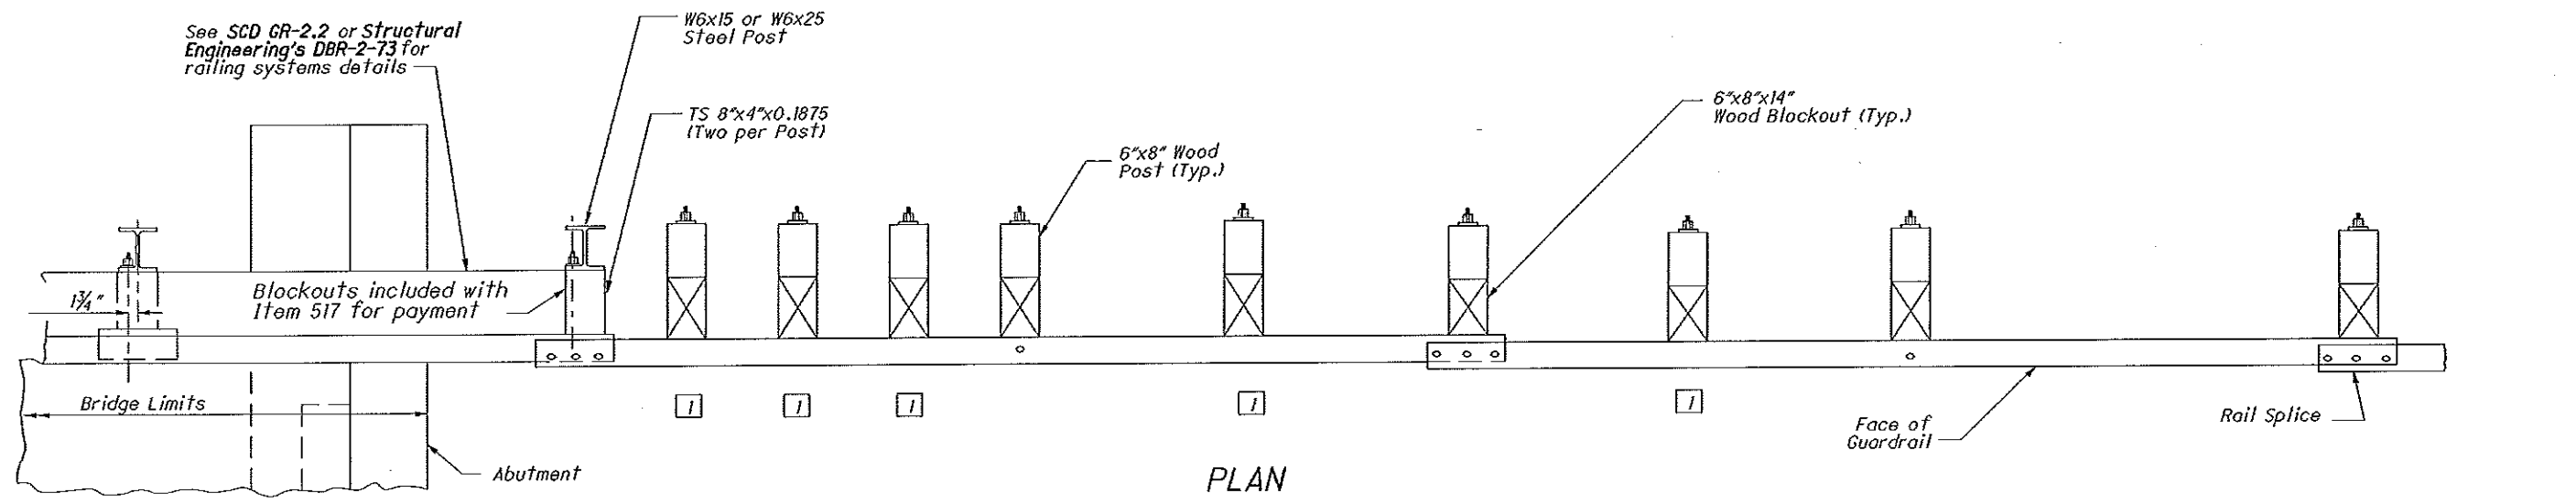 See SCD GR-2.2 or Structural
Engineering's DBR-2-73 for
railing systems details
W6x15 or W6x25
Steel Post
TS 8"x4"x0.1875
(Two per Post)
6"x8" Wood
Post (Typ.)
6"x8"x14"
Wood Blockout (Typ.)
1¾"
Blockouts included with
Item 517 for payment
Bridge Limits
Abutment
1
1
1
1
1
Face of
Guardrail
Rail Splice
PLAN